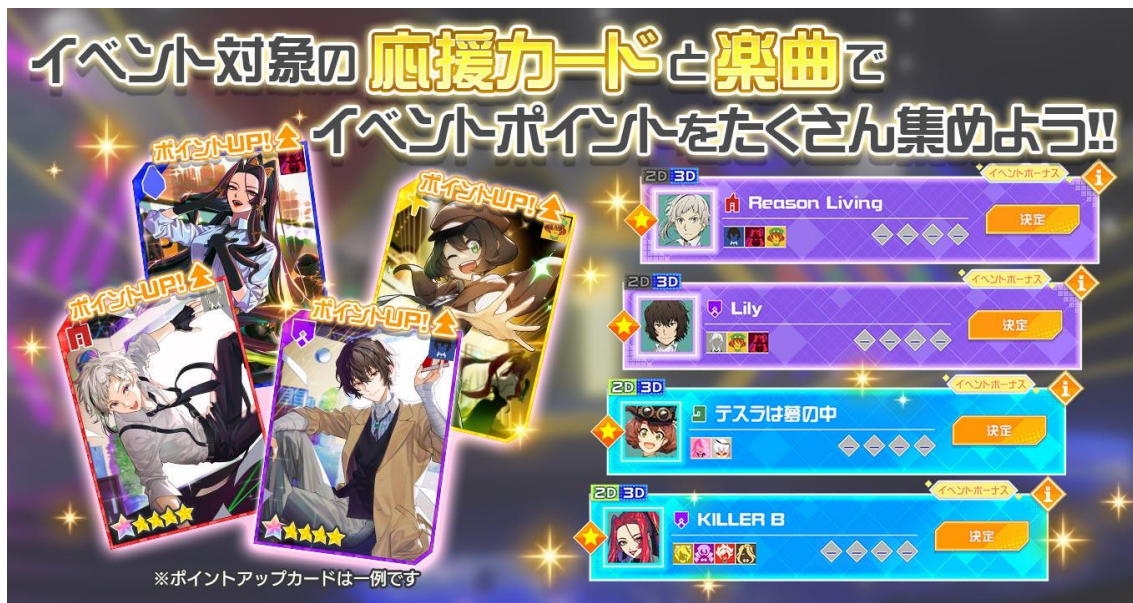 イベント対象の応援カードと楽曲で
イベントポイントをたくさん集めよう!!
ポイントUP!
ポイントUP!
ポイントUP!
ポイントUP!
※ポイントアップカードは一例です
2D 3D
イベントボーナス
Reason Living
決定
2D 3D
イベントボーナス
Lily
決定
2D 3D
イベントボーナス
テスラは夢の中
決定
2D 3D
イベントボーナス
KILLER B
決定